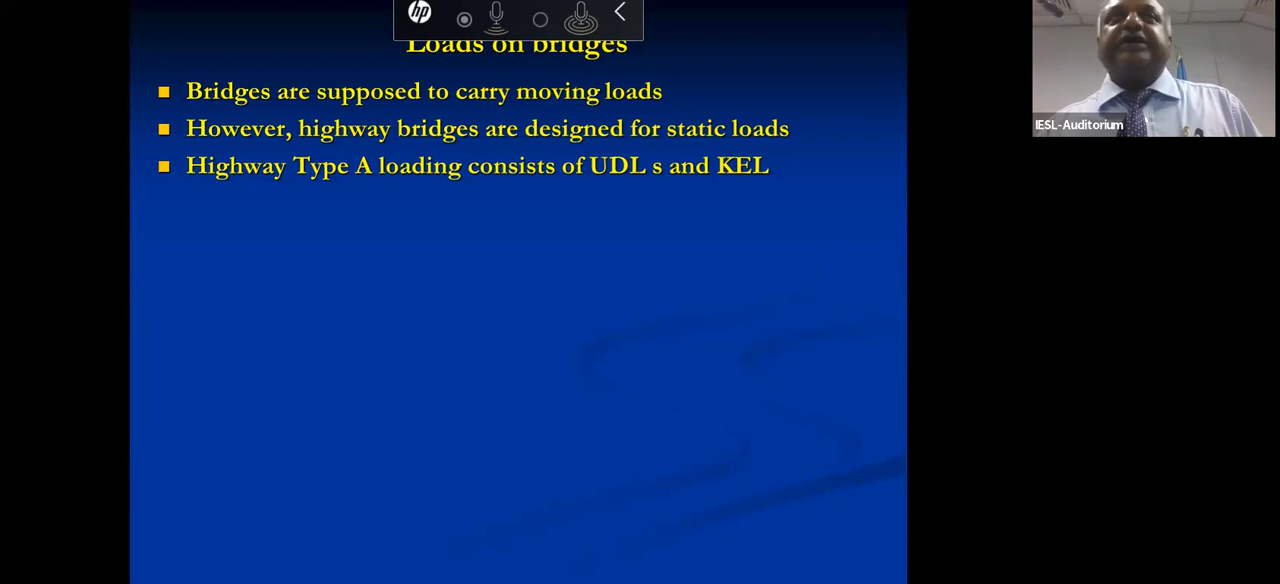 hp
Loads on bridges
Bridges are supposed to carry moving loads
However, highway bridges are designed for static loads
Highway Type A loading consists of UDL s and KEL
IESL-Auditorium